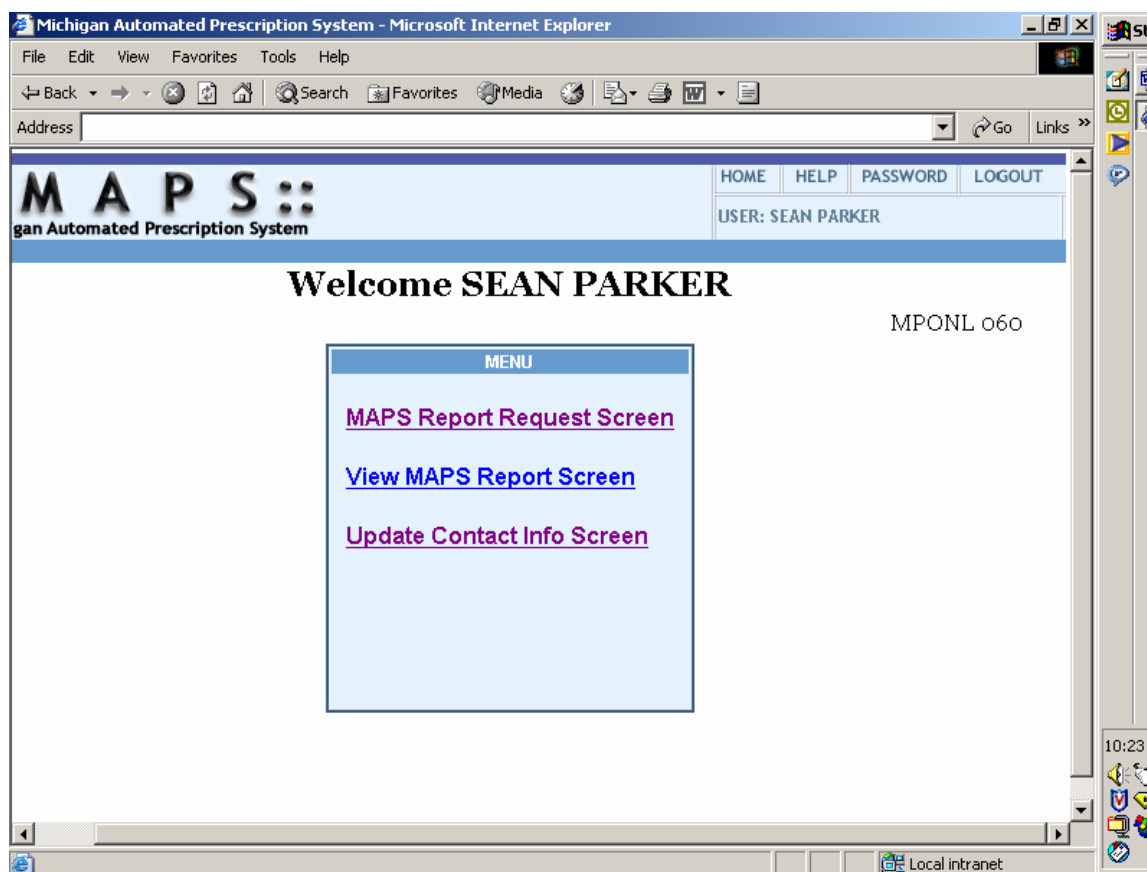 Michigan Automated Prescription System - Microsoft Internet Explorer
File Edit View Favorites Tools Help
Back Search Favorites Media
Address Go Links »
M A P S ::
gan Automated Prescription System
HOME HELP PASSWORD LOGOUT
USER: SEAN PARKER
Welcome SEAN PARKER
MPONL 060
MENU
MAPS Report Request Screen
View MAPS Report Screen
Update Contact Info Screen
10:23
Local intranet